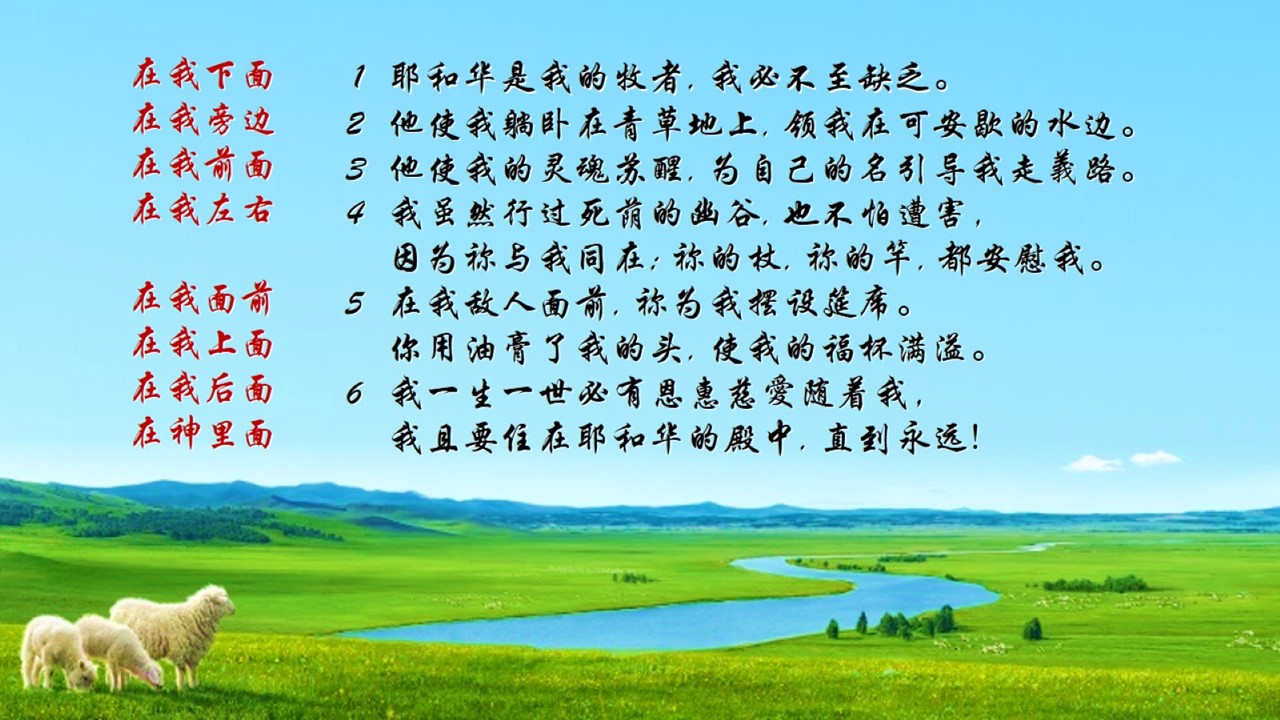 在我下面 1 耶和华是我的牧者, 我必不至缺乏。
在我旁边 2 他使我躺卧在青草地上, 领我在可安歇的水边。
在我前面 3 他使我的灵魂苏醒, 为自己的名引导我走義路。
在我左右 4 我虽然行过死荫的幽谷, 也不怕遭害,
因为祢与我同在; 祢的杖, 祢的竿, 都安慰我。
在我面前 5 在我敌人面前, 祢为我摆设筵席。
在我上面 你用油膏了我的头, 使我的福杯满溢。
在我后面 6 我一生一世必有恩惠慈愛随着我,
在神里面 我且要住在耶和华的殿中, 直到永远!